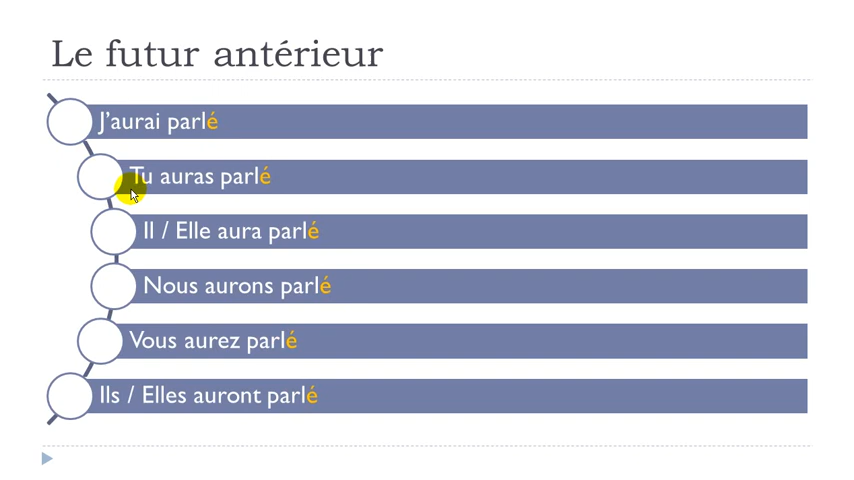 Le futur antérieur
J’aurai parlé
Tu auras parlé
Il / Elle aura parlé
Nous aurons parlé
Vous aurez parlé
Ils / Elles auront parlé